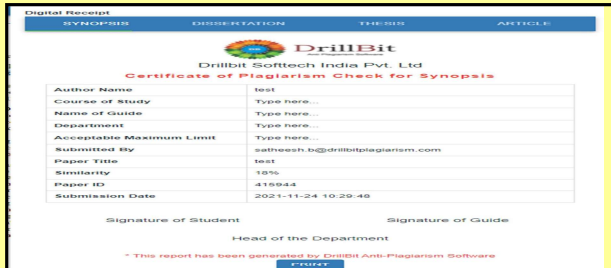 Digital Receipt
SYNOPSIS DISSERTATION THESIS ARTICLE
DrillBit
Anti-Plagiarism Software
Drillbit Softtech India Pvt. Ltd
Certificate of Plagiarism Check for Synopsis
Author Name test
Course of Study Type here...
Name of Guide Type here...
Department Type here...
Acceptable Maximum Limit Type here...
Submitted By satheesh.b@drillbitplagiarism.com
Paper Title test
Similarity 18%
Paper ID 415944
Submission Date 2021-11-24 10:29:48
Signature of Student Signature of Guide
Head of the Department
* This report has been generated by DrillBit Anti-Plagiarism Software
PRINT